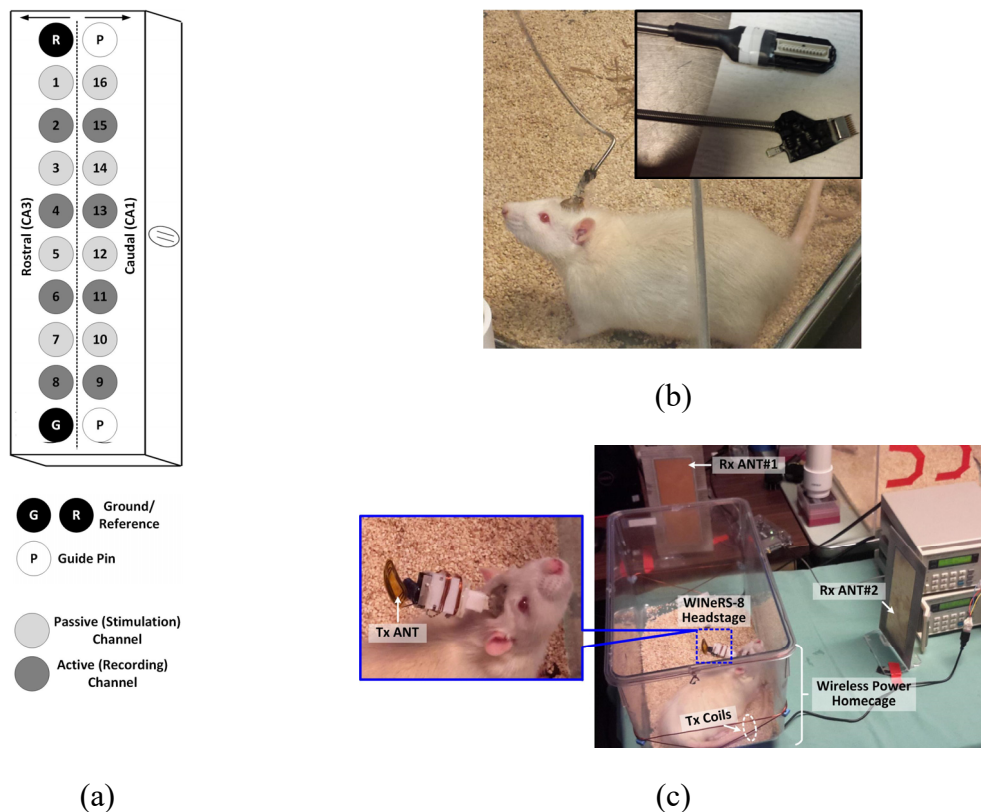 R P
1 16
2 15
3 14
4 13
5 12
6 11
7 10
8 9
G P
Rostral (CA3)
Caudal (CA1)
G R Ground/
Reference
P Guide Pin
Passive (Stimulation)
Channel
Active (Recording)
Channel
(a)
(b)
Rx ANT#1
Rx ANT#2
WINeRS-8
Headstage
Tx ANT
Wireless Power
Homecage
Tx Coils
(c)